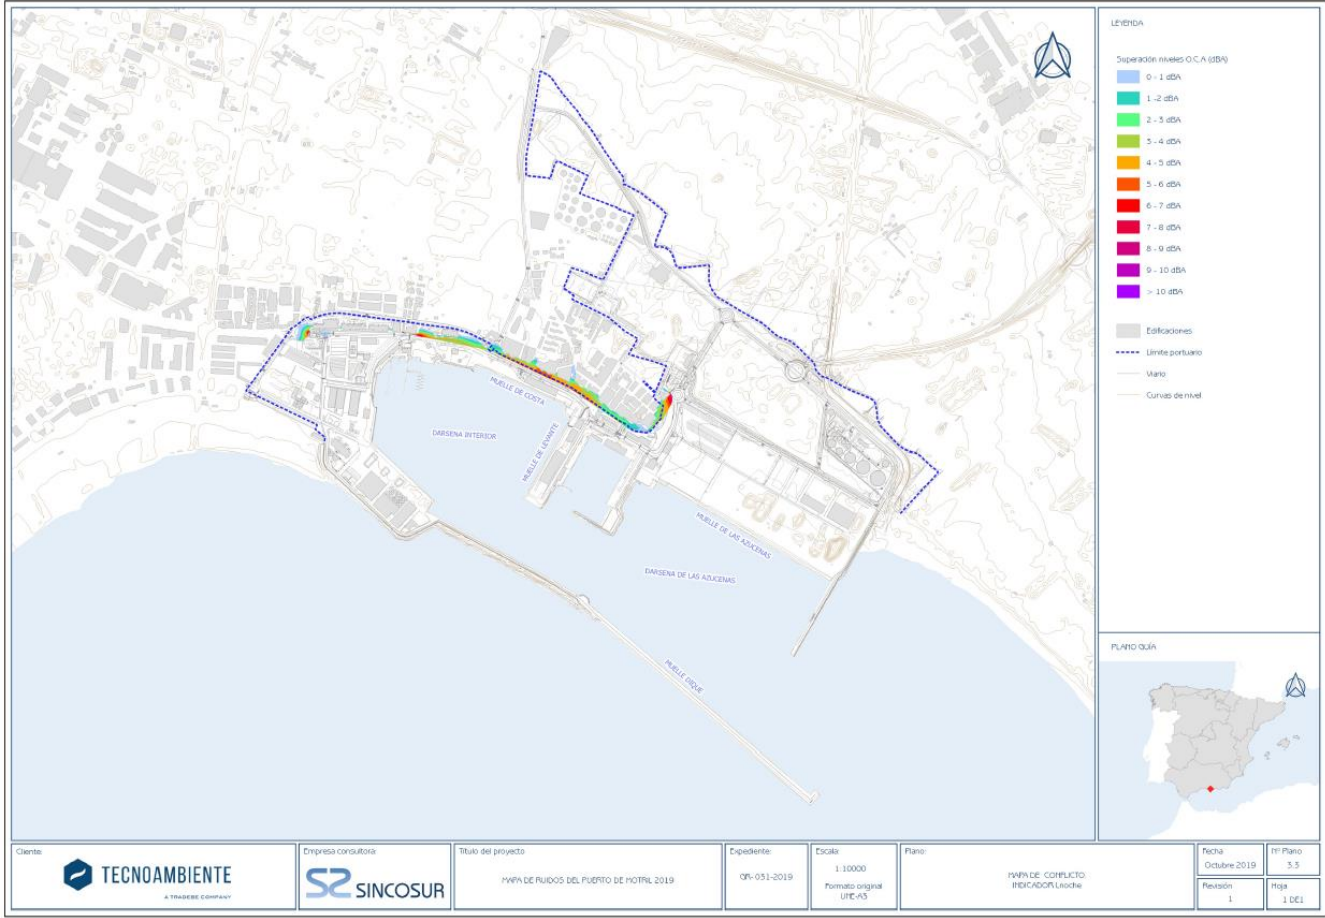 LEYENDA
Superación niveles O.C.A (dBA)
0 - 1 dBA
1 -2 dBA
2 - 3 dBA
3 - 4 dBA
4 - 5 dBA
5 - 6 dBA
6 - 7 dBA
7 - 8 dBA
8 - 9 dBA
9 - 10 dBA
> 10 dBA
Edificaciones
Límite portuario
Viario
Curvas de nivel
MUELLE DE COSTA
DARSENA INTERIOR
MUELLE DE LEVANTE
MUELLE DE LAS AZUCENAS
DARSENA DE LAS AZUCENAS
MUELLE DIQUE
PLANO GUÍA
Cliente:
TECNOAMBIENTE
A TRADEBE COMPANY
Empresa consultora:
S2 SINCOSUR
Título del proyecto
MAPA DE RUIDOS DEL PUERTO DE MOTRIL 2019
Expediente:
GR- 031-2019
Escala:
1:10000
Formato original
UNE-A3
Plano:
MAPA DE CONFLICTO
INDICADOR Lnoche
Fecha
Octubre 2019
Nº Plano
3.3
Revisión
1
Hoja
1 DE1